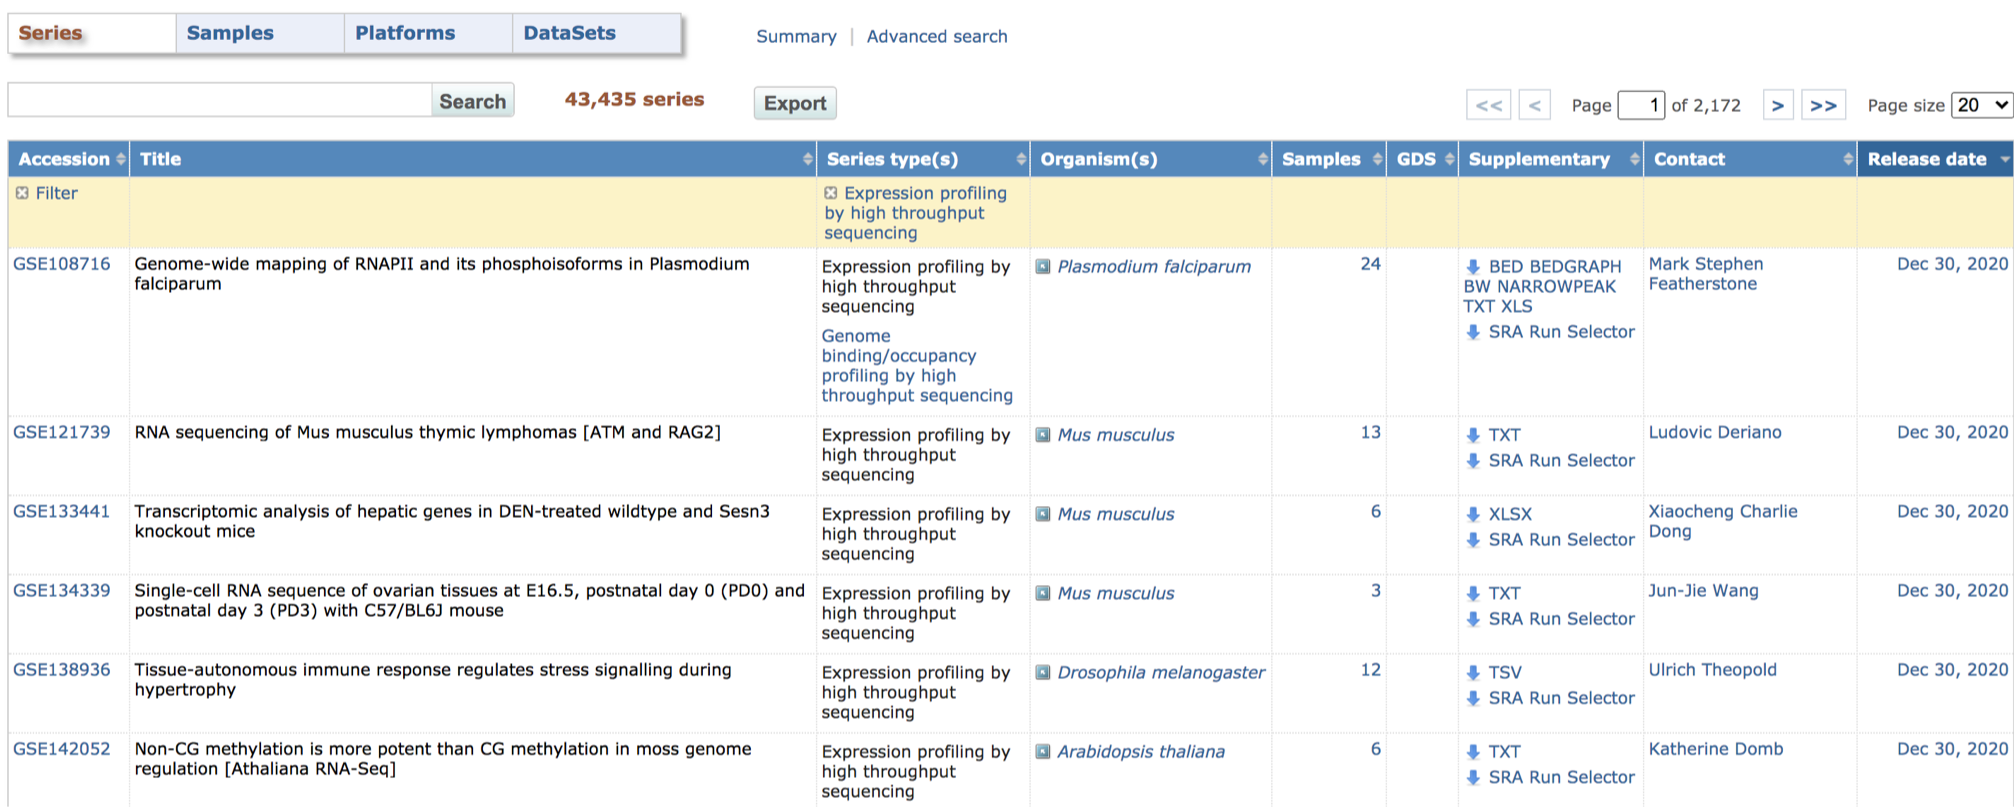 Series Samples Platforms DataSets Summary | Advanced search
Search 43,435 series Export << < Page 1 of 2,172 > >> Page size 20
Accession Title Series type(s) Organism(s) Samples GDS Supplementary Contact Release date
Filter
Expression profiling
by high throughput
sequencing
GSE108716
Genome-wide mapping of RNAPII and its phosphoisoforms in Plasmodium
falciparum
Expression profiling by
high throughput
sequencing
Genome
binding/occupancy
profiling by high
throughput sequencing
Plasmodium falciparum
24
BED BEDGRAPH
BW NARROWPEAK
TXT XLS
SRA Run Selector
Mark Stephen
Featherstone
Dec 30, 2020
GSE121739
RNA sequencing of Mus musculus thymic lymphomas [ATM and RAG2]
Expression profiling by
high throughput
sequencing
Mus musculus
13
TXT
SRA Run Selector
Ludovic Deriano
Dec 30, 2020
GSE133441
Transcriptomic analysis of hepatic genes in DEN-treated wildtype and Sesn3
knockout mice
Expression profiling by
high throughput
sequencing
Mus musculus
6
XLSX
SRA Run Selector
Xiaocheng Charlie
Dong
Dec 30, 2020
GSE134339
Single-cell RNA sequence of ovarian tissues at E16.5, postnatal day 0 (PD0) and
postnatal day 3 (PD3) with C57/BL6J mouse
Expression profiling by
high throughput
sequencing
Mus musculus
3
TXT
SRA Run Selector
Jun-Jie Wang
Dec 30, 2020
GSE138936
Tissue-autonomous immune response regulates stress signalling during
hypertrophy
Expression profiling by
high throughput
sequencing
Drosophila melanogaster
12
TSV
SRA Run Selector
Ulrich Theopold
Dec 30, 2020
GSE142052
Non-CG methylation is more potent than CG methylation in moss genome
regulation [Athaliana RNA-Seq]
Expression profiling by
high throughput
sequencing
Arabidopsis thaliana
6
TXT
SRA Run Selector
Katherine Domb
Dec 30, 2020